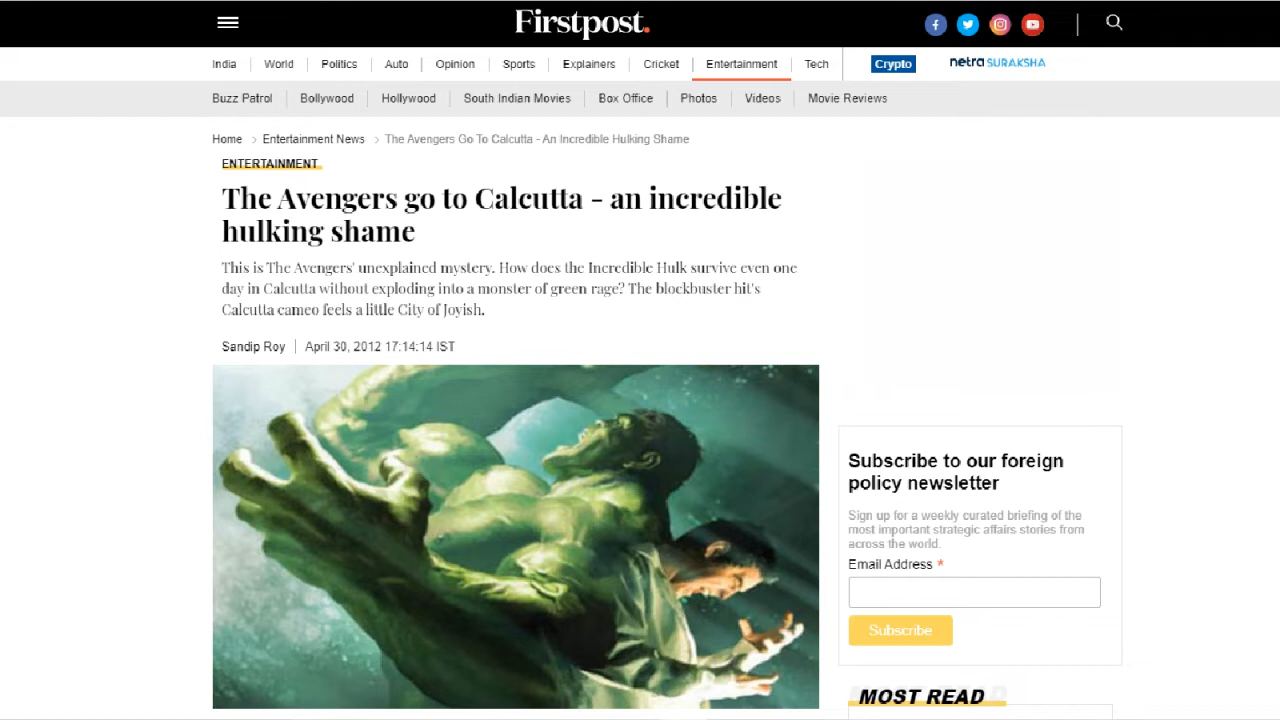 Firstpost.
India World Politics Auto Opinion Sports Explainers Cricket Entertainment Tech Crypto netra SURAKSHA
Buzz Patrol Bollywood Hollywood South Indian Movies Box Office Photos Videos Movie Reviews
Home > Entertainment News > The Avengers Go To Calcutta - An Incredible Hulking Shame
ENTERTAINMENT
The Avengers go to Calcutta - an incredible
hulking shame
This is The Avengers' unexplained mystery. How does the Incredible Hulk survive even one
day in Calcutta without exploding into a monster of green rage? The blockbuster hit's
Calcutta cameo feels a little City of Joyish.
Sandip Roy | April 30, 2012 17:14:14 IST
Subscribe to our foreign
policy newsletter
Sign up for a weekly curated briefing of the
most important strategic affairs stories from
across the world.
Email Address *
Subscribe
MOST READ